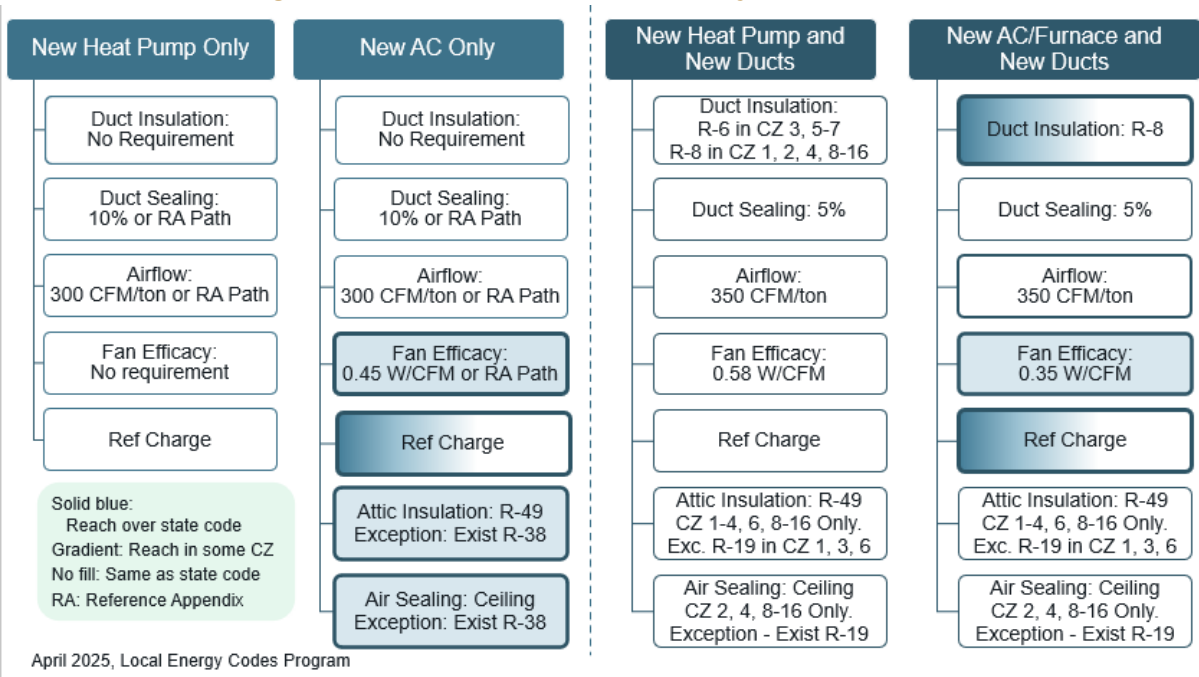 New Heat Pump Only
Duct Insulation:
No Requirement
Duct Sealing:
10% or RA Path
Airflow:
300 CFM/ton or RA Path
Fan Efficacy:
No requirement
Ref Charge
Solid blue:
Reach over state code
Gradient: Reach in some CZ
No fill: Same as state code
RA: Reference Appendix
New AC Only
Duct Insulation:
No Requirement
Duct Sealing:
10% or RA Path
Airflow:
300 CFM/ton or RA Path
Fan Efficacy:
0.45 W/CFM or RA Path
Ref Charge
Attic Insulation: R-49
Exception: Exist R-38
Air Sealing: Ceiling
Exception: Exist R-38
New Heat Pump and
New Ducts
Duct Insulation:
R-6 in CZ 3, 5-7
R-8 in CZ 1, 2, 4, 8-16
Duct Sealing: 5%
Airflow:
350 CFM/ton
Fan Efficacy:
0.58 W/CFM
Ref Charge
Attic Insulation: R-49
CZ 1-4, 6, 8-16 Only.
Exc. R-19 in CZ 1, 3, 6
Air Sealing: Ceiling
CZ 2, 4, 8-16 Only.
Exception - Exist R-19
New AC/Furnace and
New Ducts
Duct Insulation: R-8
Duct Sealing: 5%
Airflow:
350 CFM/ton
Fan Efficacy:
0.35 W/CFM
Ref Charge
Attic Insulation: R-49
CZ 1-4, 6, 8-16 Only.
Exc. R-19 in CZ 1, 3, 6
Air Sealing: Ceiling
CZ 2, 4, 8-16 Only.
Exception - Exist R-19
April 2025, Local Energy Codes Program